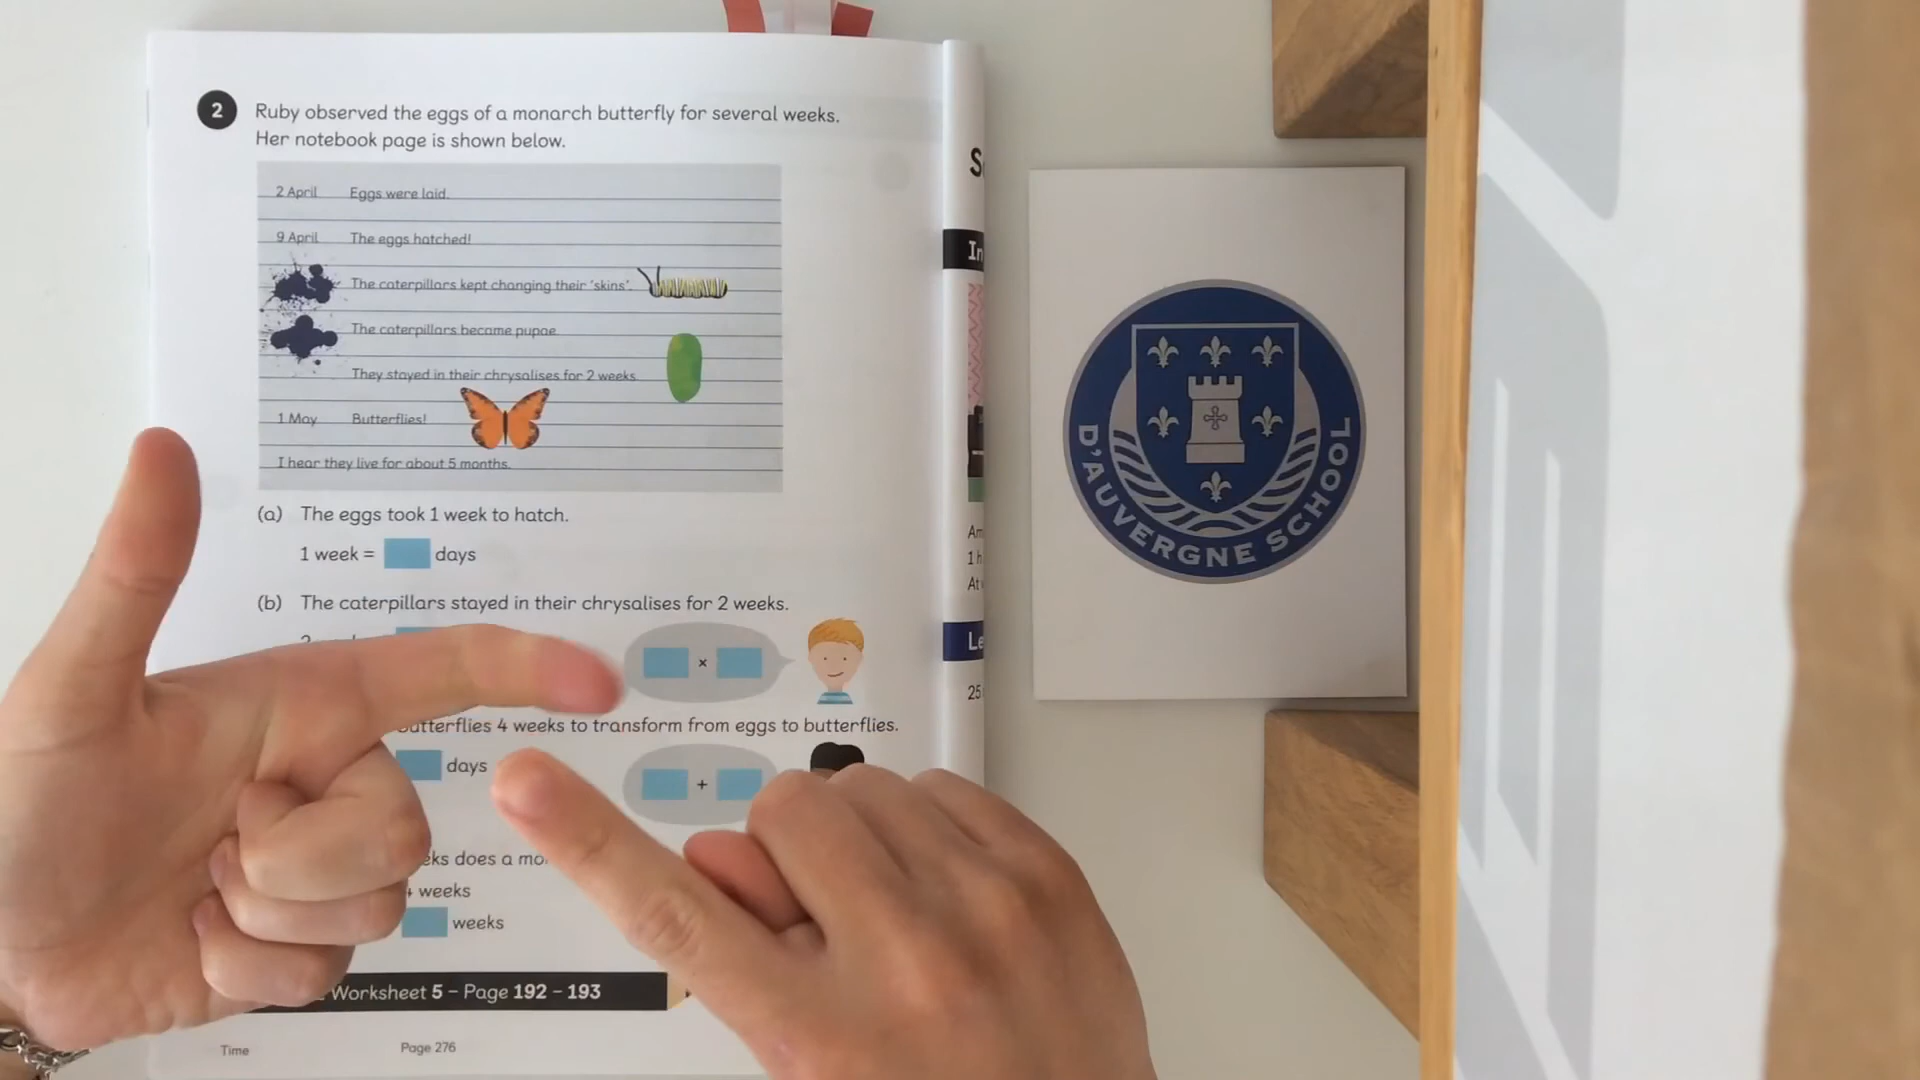 2 Ruby observed the eggs of a monarch butterfly for several weeks.
Her notebook page is shown below.
2 April Eggs were laid.
9 April The eggs hatched!
The caterpillars kept changing their 'skins'.
The caterpillars became pupae.
They stayed in their chrysalises for 2 weeks.
1 May Butterflies!
I hear they live for about 5 months.
(a) The eggs took 1 week to hatch.
1 week = days
(b) The caterpillars stayed in their chrysalises for 2 weeks.
×
butterflies 4 weeks to transform from eggs to butterflies.
days
+
does a
4 weeks
weeks
Worksheet 5 – Page 192 – 193
Time Page 276
In
Le
25
D'AUVERGNE SCHOOL